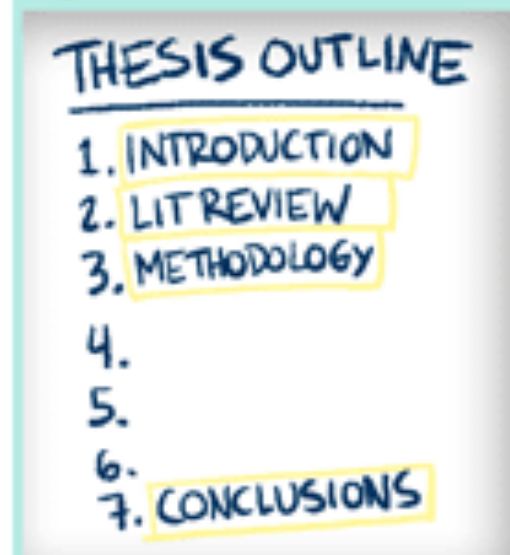 THESIS OUTLINE
1. INTRODUCTION
2. LIT REVIEW
3. METHODOLOGY
4.
5.
6.
7. CONCLUSIONS